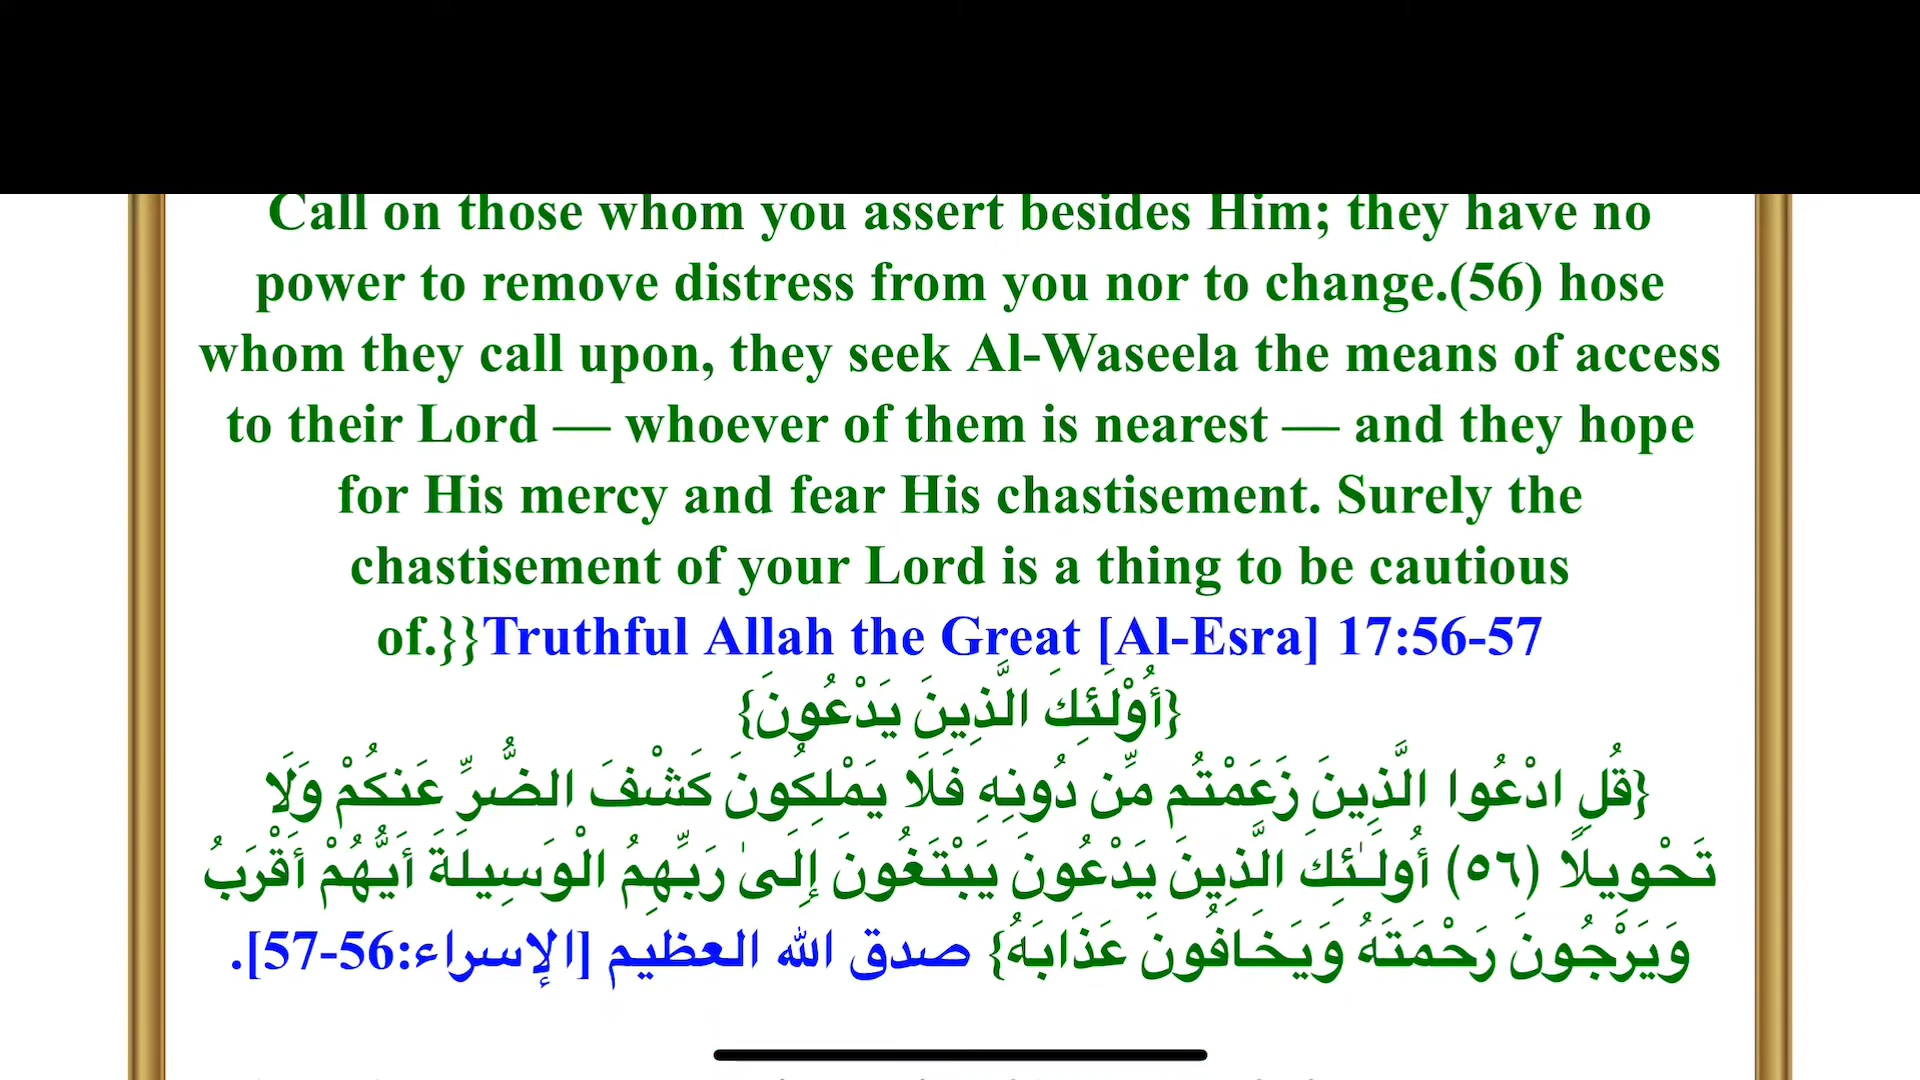 Call on those whom you assert besides Him; they have no
power to remove distress from you nor to change.(56) hose
whom they call upon, they seek Al-Waseela the means of access
to their Lord — whoever of them is nearest — and they hope
for His mercy and fear His chastisement. Surely the
chastisement of your Lord is a thing to be cautious
of.}}Truthful Allah the Great [Al-Esra] 17:56-57
{أُوْلَئِكَ الَّذِينَ يَدْعُونَ}
{قُلِ ادْعُوا الَّذِينَ زَعَمْتُم مِّن دُونِهِ فَلَا يَمْلِكُونَ كَشْفَ الضُّرِّ عَنكُمْ وَلَا
تَحْوِيلًا (٥٦) أُولَـٰئِكَ الَّذِينَ يَدْعُونَ يَبْتَغُونَ إِلَىٰ رَبِّهِمُ الْوَسِيلَةَ أَيُّهُمْ أَقْرَبُ
وَيَرْجُونَ رَحْمَتَهُ وَيَخَافُونَ عَذَابَهُ} صدق الله العظيم [الإسراء:56-57].